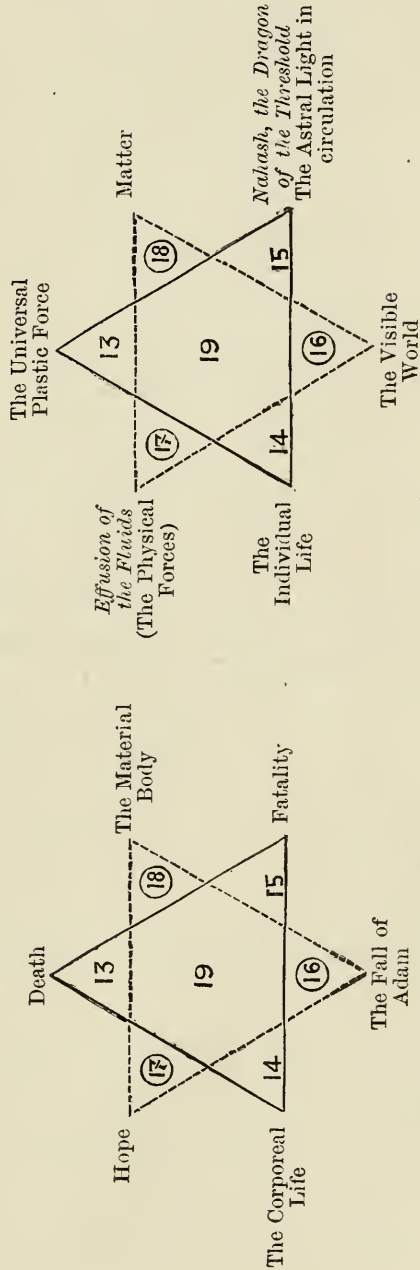 Death
Hope
The Material
Body
17
13
18
19
14
15
16
The Corporeal
Life
Fatality
The Fall of
Adam
The Universal
Plastic Force
Effusion of
the Fluids
(The Physical
Forces)
Matter
17
13
18
19
14
15
16
The
Individual
Life
Nahash, the Dragon
of the Threshold
The Astral Light in
circulation
The Visible
World